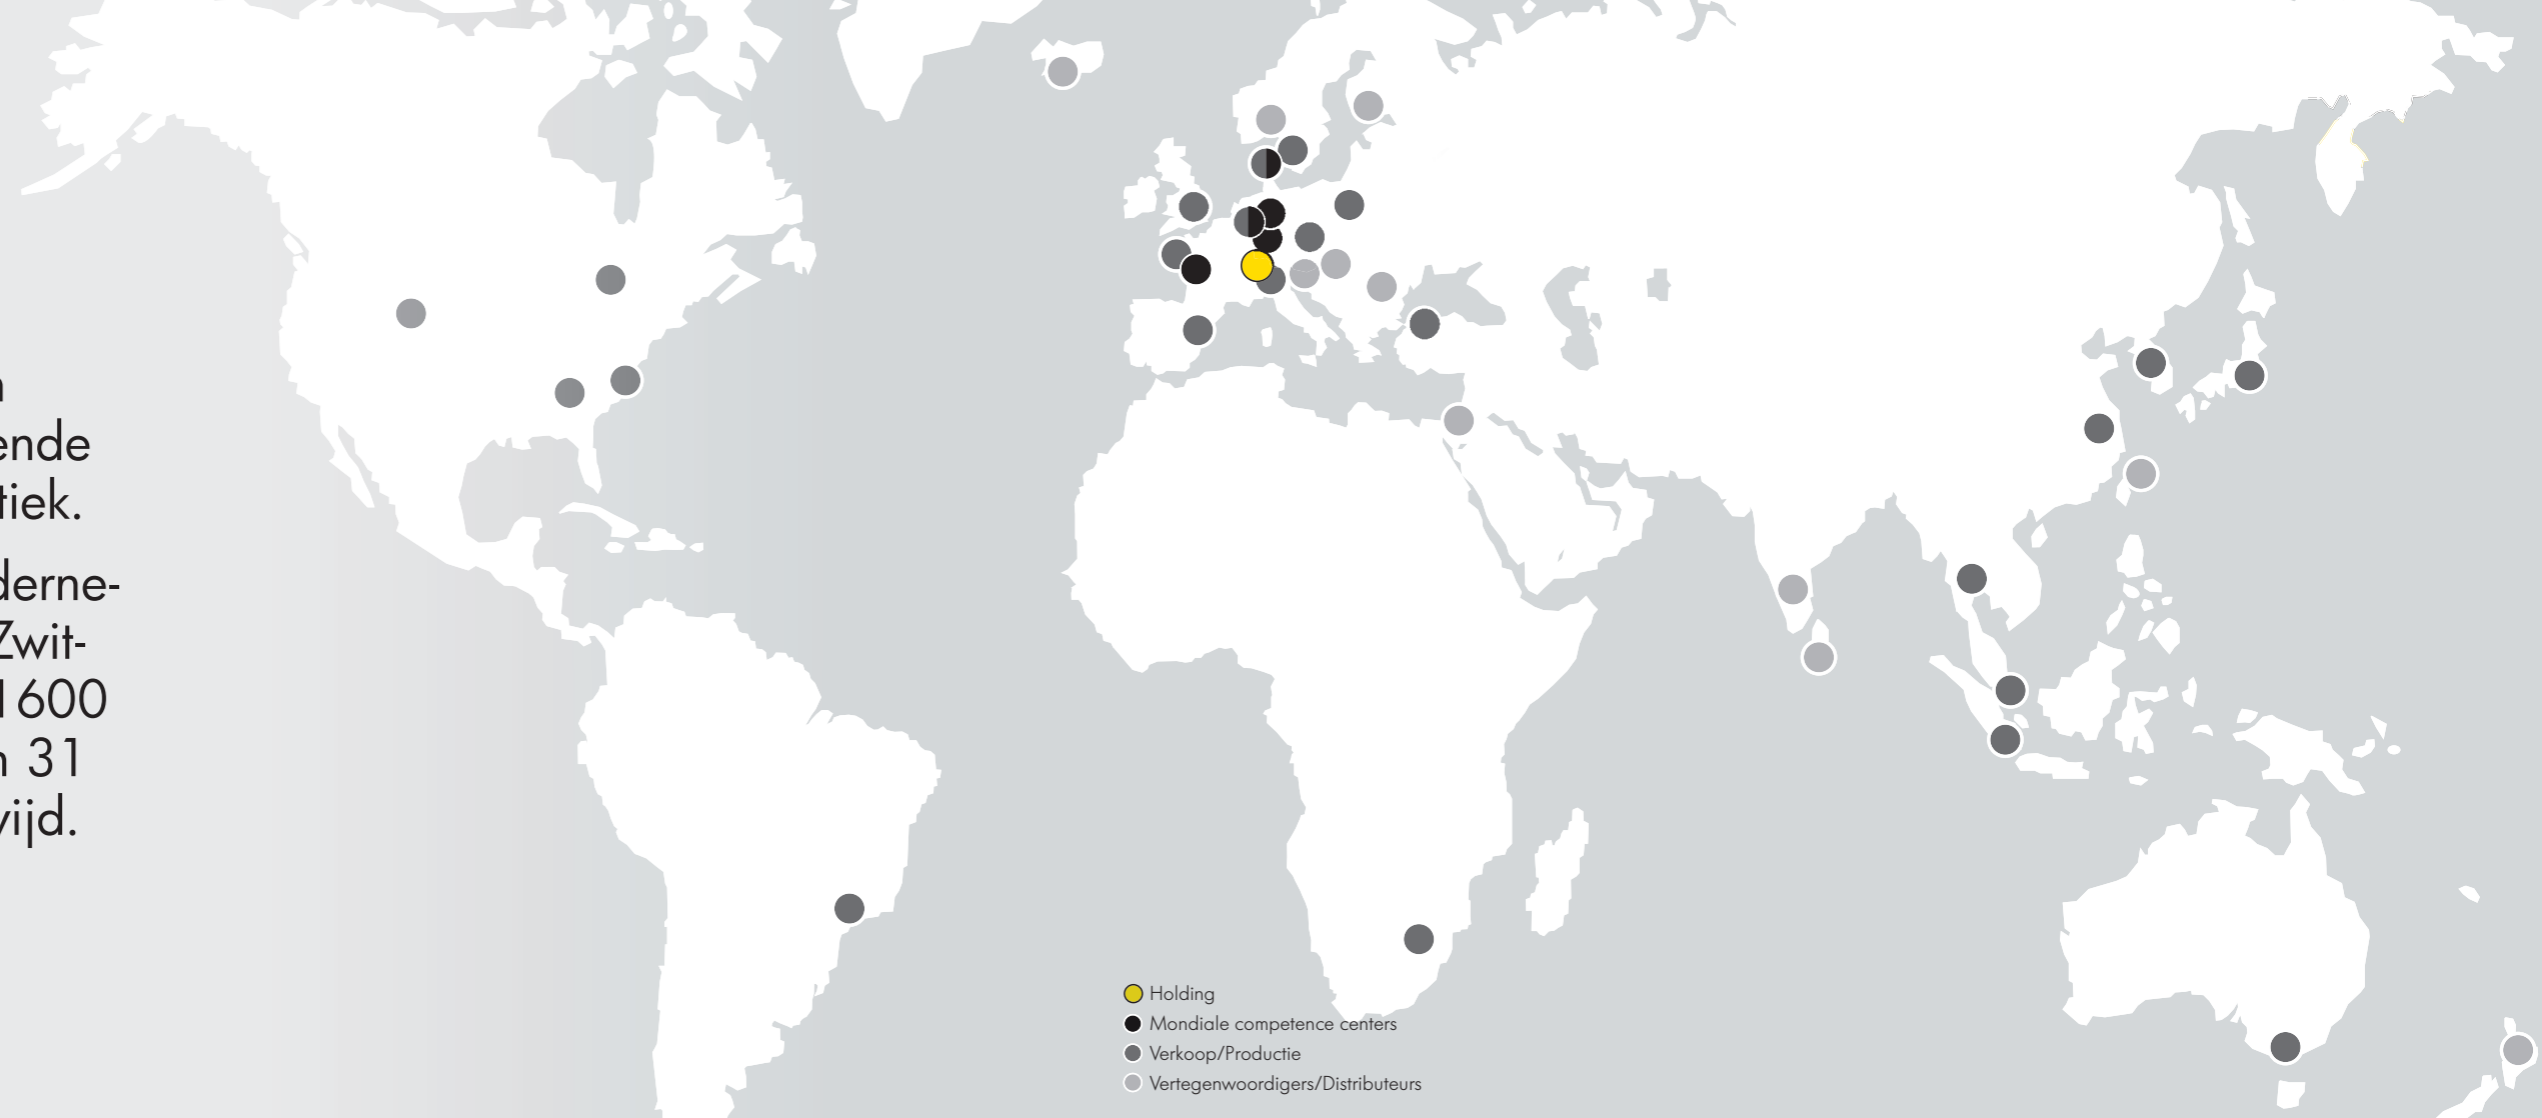 ende
tiek.
derne-
Zwit-
1600
31
vijd.
Holding
Mondiale competence centers
Verkoop/Productie
Vertegenwoordigers/Distributeurs